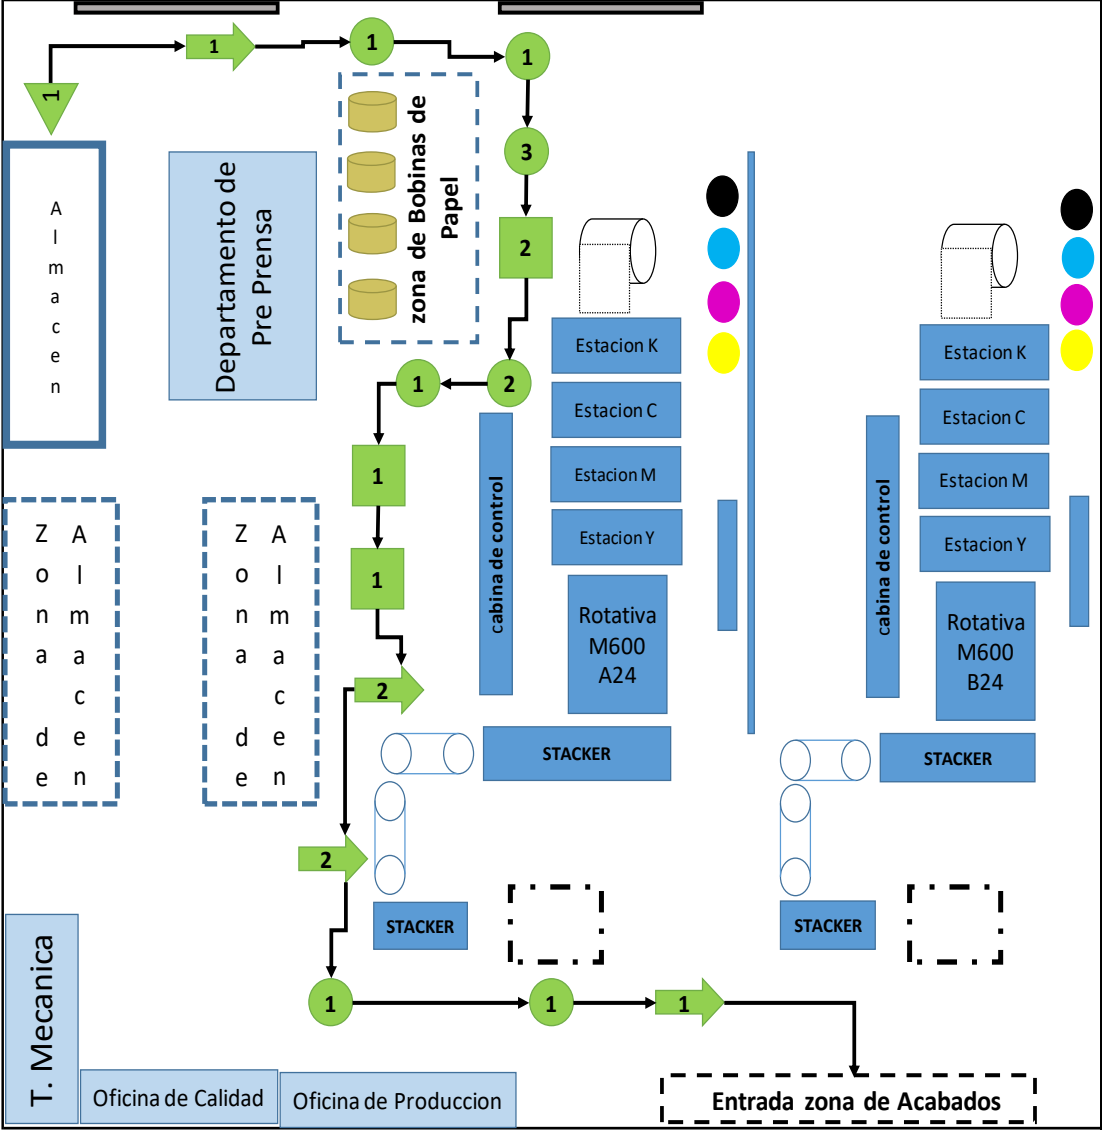 1
1
1
1
3
2
2
1
1
1
2
2
1
1
1
Almacen
Departamento de
Pre Prensa
zona de Bobinas de
Papel
Zona de
Almacen
Zona de
Almacen
Estacion K
Estacion C
Estacion M
Estacion Y
cabina de control
Rotativa
M600
A24
STACKER
STACKER
Estacion K
Estacion C
Estacion M
Estacion Y
cabina de control
Rotativa
M600
B24
STACKER
STACKER
T. Mecanica
Oficina de Calidad
Oficina de Produccion
Entrada zona de Acabados